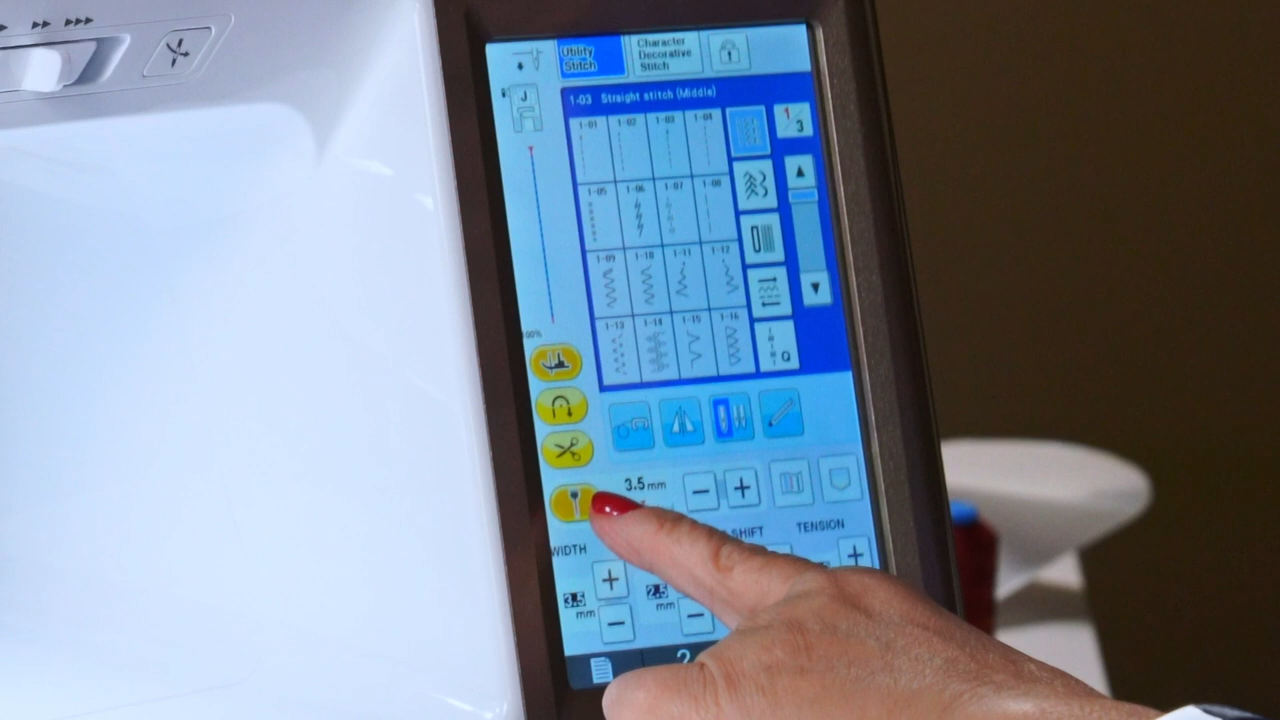 Utility
Stitch
Character
Decorative
Stitch
1
J
1-03 Straight stitch (Middle)
1/3
1-01 1-02 1-03 1-04
1-05 1-06 1-07 1-08
1-09 1-10 1-11 1-12
1-13 1-14 1-15 1-16
Q
100%
3.5 mm
− +
WIDTH
SHIFT
TENSION
+ +
3.5
mm
2.5
mm
− −
?